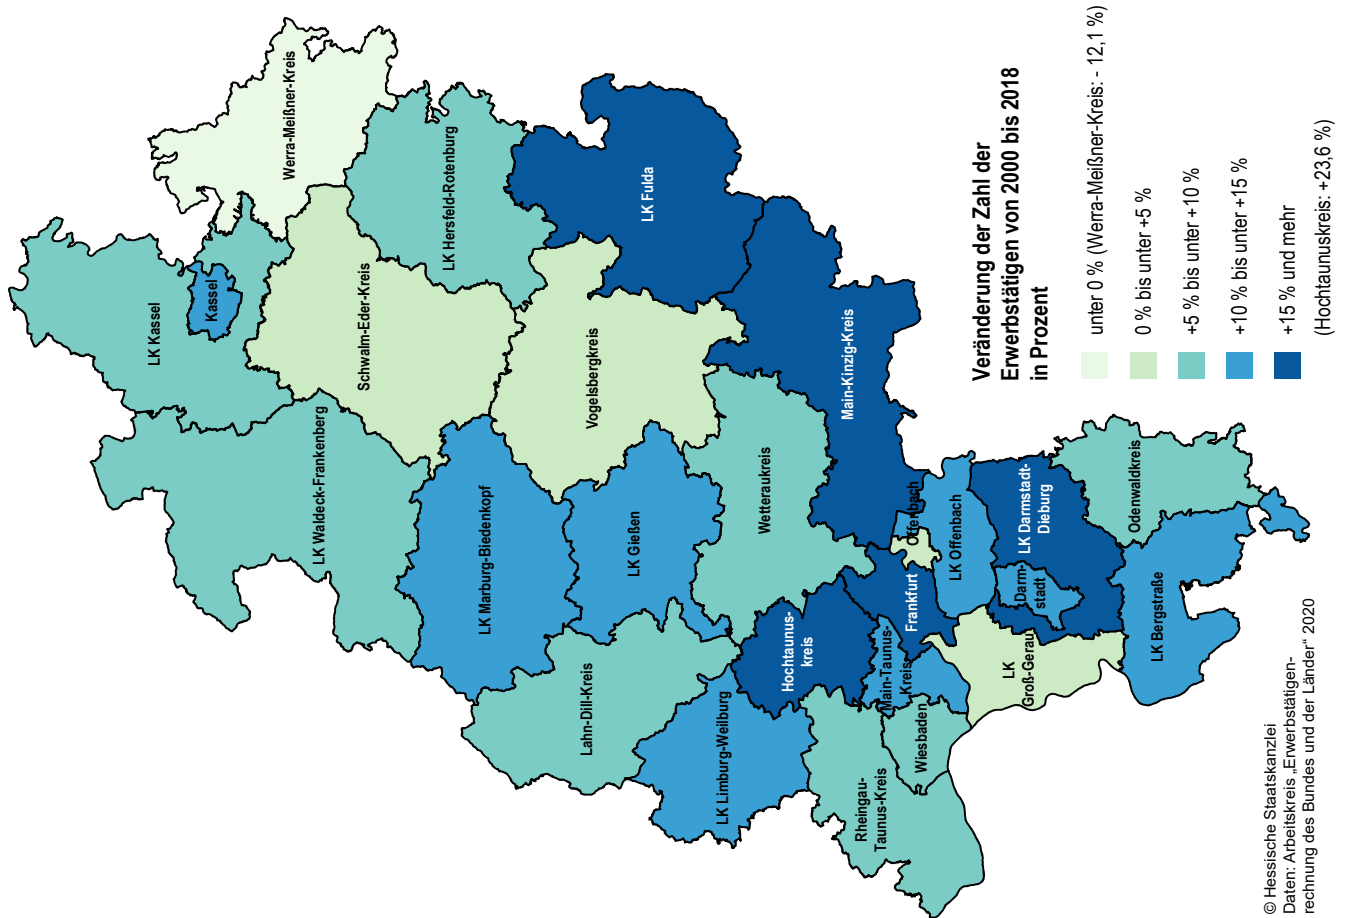 LK Kassel
Kassel
Werra-Meißner-Kreis
LK Waldeck-Frankenberg
Schwalm-Eder-Kreis
LK Hersfeld-Rotenburg
LK Marburg-Biedenkopf
Vogelsbergkreis
LK Fulda
Lahn-Dill-Kreis
LK Gießen
LK Limburg-Weilburg
Wetteraukreis
Main-Kinzig-Kreis
Hochtaunus-
kreis
Rheingau-
Taunus-Kreis
Wiesbaden
Main-Taunus-
Kreis
Frankfurt
Offenbach
LK Offenbach
LK
Groß-Gerau
Darm-
stadt
LK Darmstadt-
Dieburg
LK Bergstraße
Odenwaldkreis
Veränderung der Zahl der
Erwerbstätigen von 2000 bis 2018
in Prozent
unter 0 % (Werra-Meißner-Kreis: - 12,1 %)
0 % bis unter +5 %
+5 % bis unter +10 %
+10 % bis unter +15 %
+15 % und mehr
(Hochtaunuskreis: +23,6 %)
© Hessische Staatskanzlei
Daten: Arbeitskreis „Erwerbstätigen-
rechnung des Bundes und der Länder“ 2020